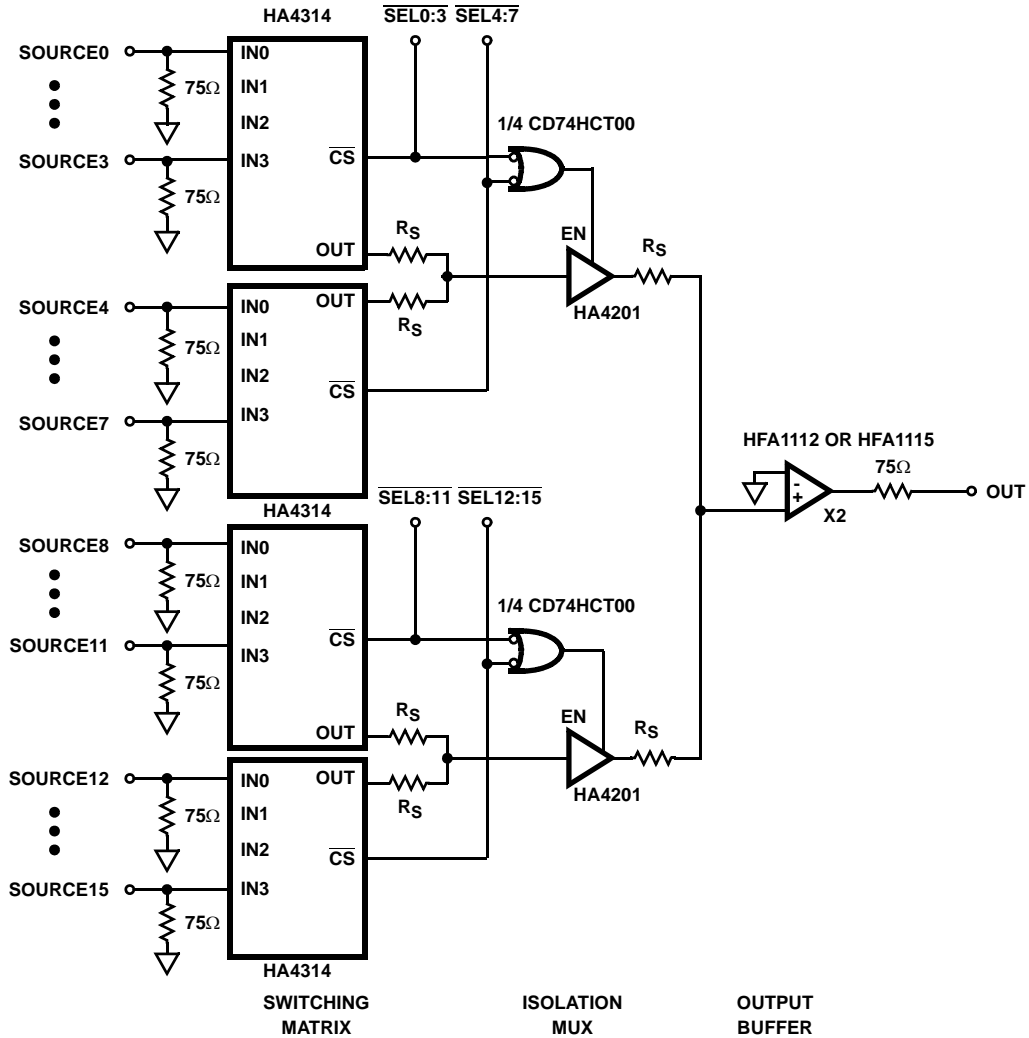 HA4314
SEL0:3 SEL4:7
SOURCE0
IN0
75Ω
IN1
1/4 CD74HCT00
IN2
SOURCE3
IN3
CS
75Ω
RS
EN
RS
OUT
SOURCE4
IN0
OUT
HA4201
RS
75Ω
IN1
IN2
CS
SOURCE7
IN3
HFA1112 OR HFA1115
75Ω
75Ω
-
OUT
+
X2
HA4314
SEL8:11 SEL12:15
SOURCE8
IN0
75Ω
IN1
1/4 CD74HCT00
IN2
CS
SOURCE11
IN3
75Ω
RS
EN
RS
OUT
SOURCE12
IN0
OUT
HA4201
RS
75Ω
IN1
IN2
CS
SOURCE15
IN3
75Ω
HA4314
SWITCHING
MATRIX
ISOLATION
MUX
OUTPUT
BUFFER